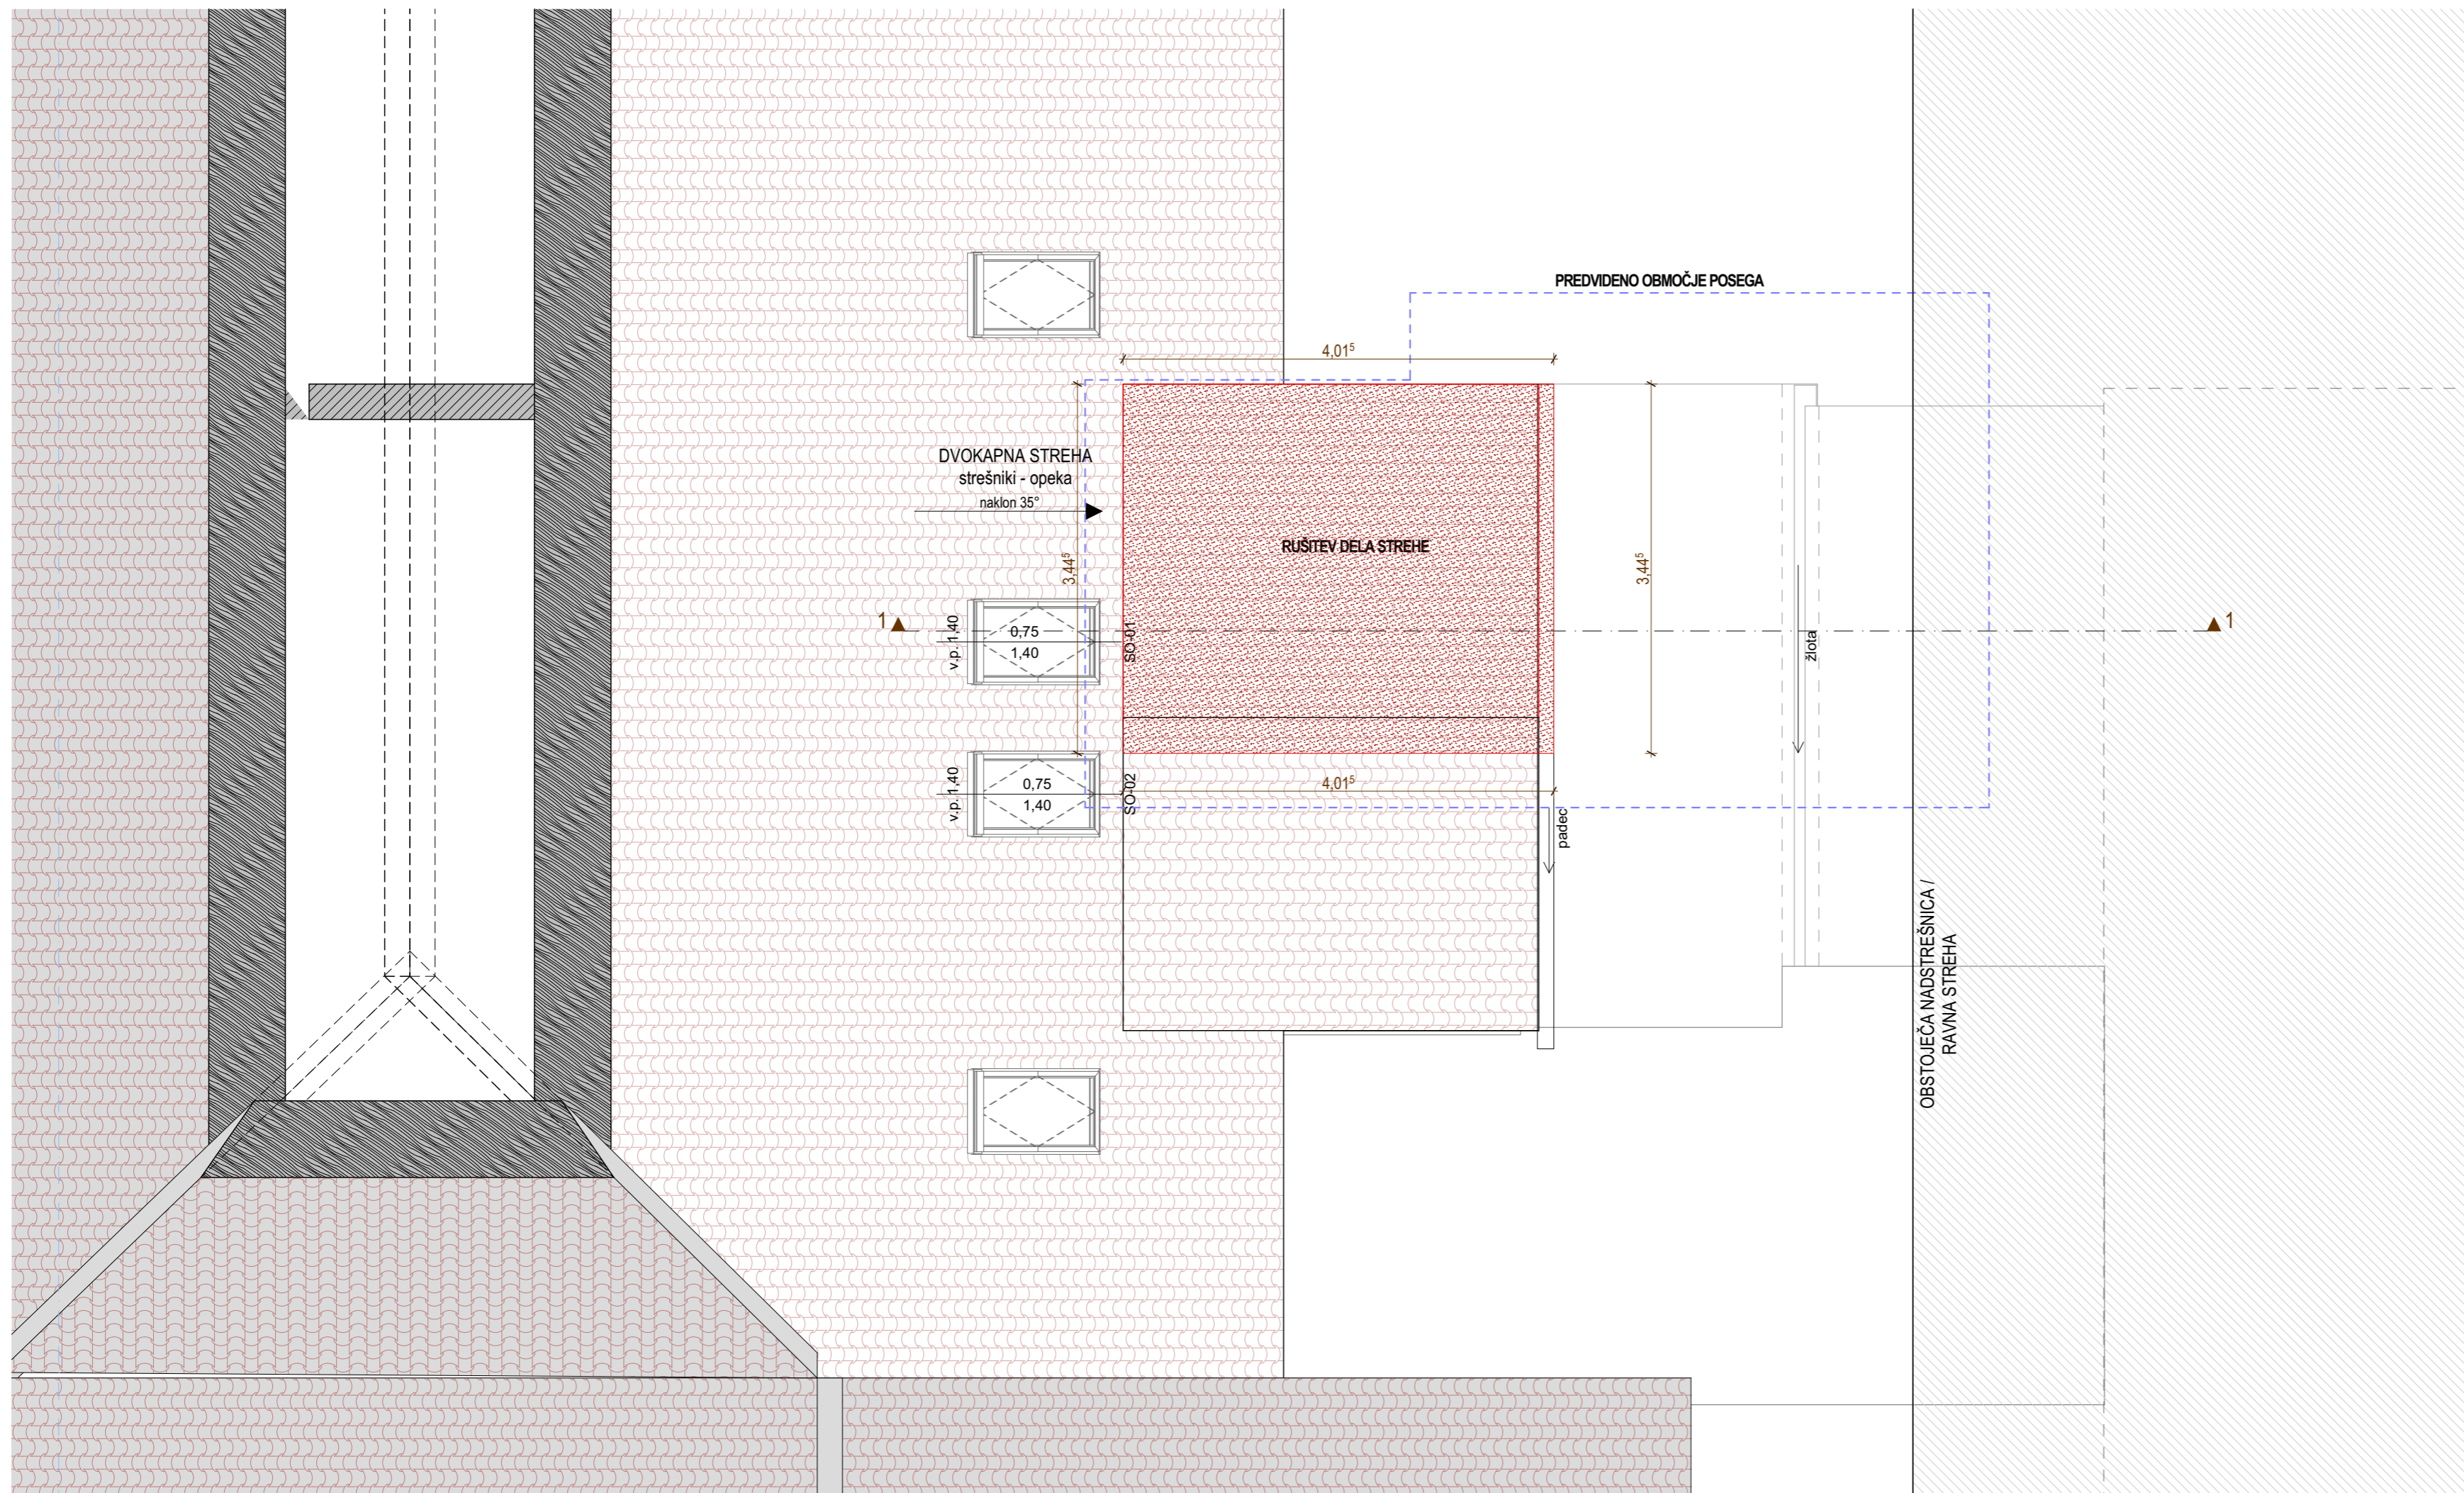 PREDVIDENO OBMOČJE POSEGA
4,01⁵
DVOKAPNA STREHA
strešniki - opeka
naklon 35°
RUŠITEV DELA STREHE
3,44⁵
3,44⁵
1
1
v.p. 1,40
0,75
1,40
SO-01
žlota
v.p. 1,40
0,75
1,40
SO-02
4,01⁵
padec
OBSTOJEČA NADSTREŠNICA /
RAVNA STREHA